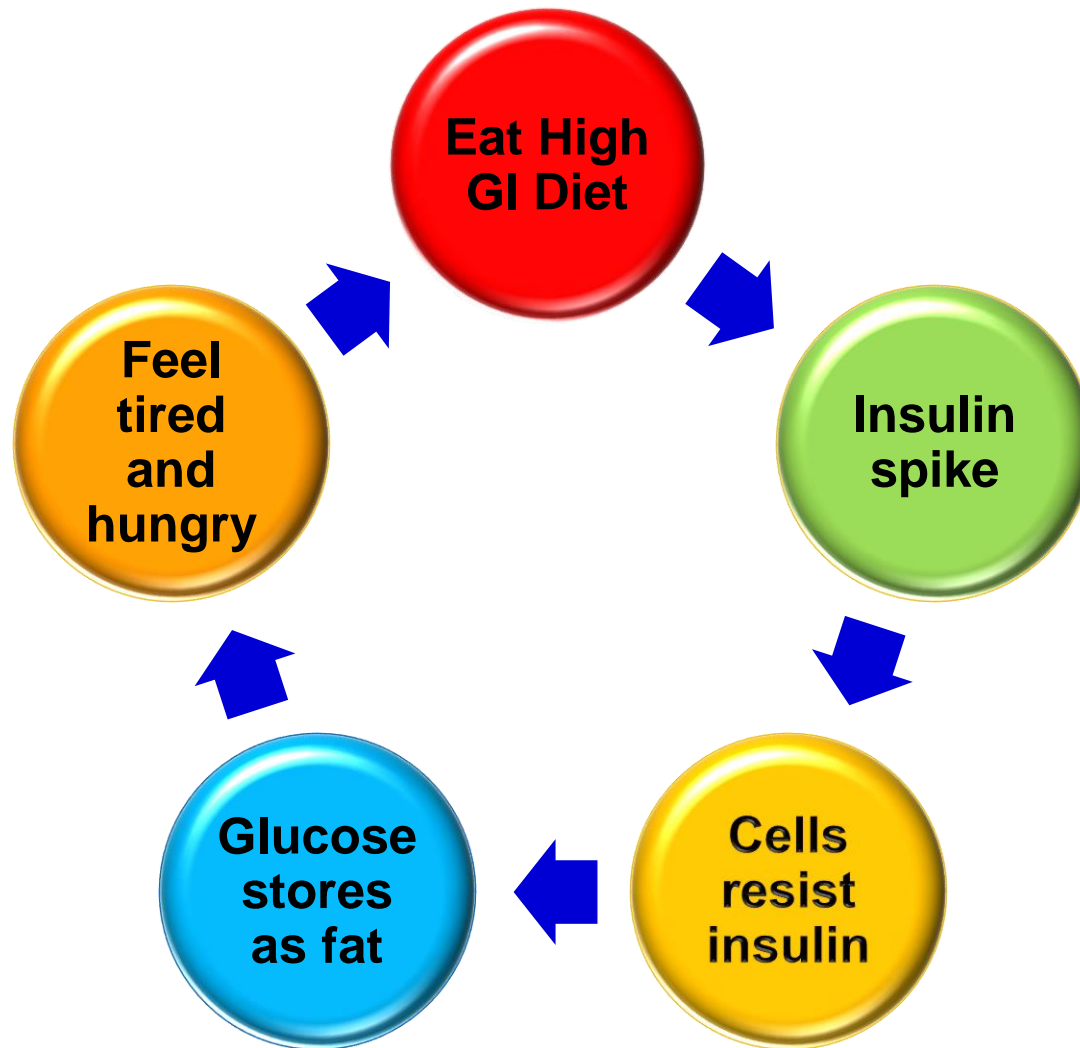 Eat High
GI Diet
Insulin
spike
Cells
resist
insulin
Glucose
stores
as fat
Feel
tired
and
hungry